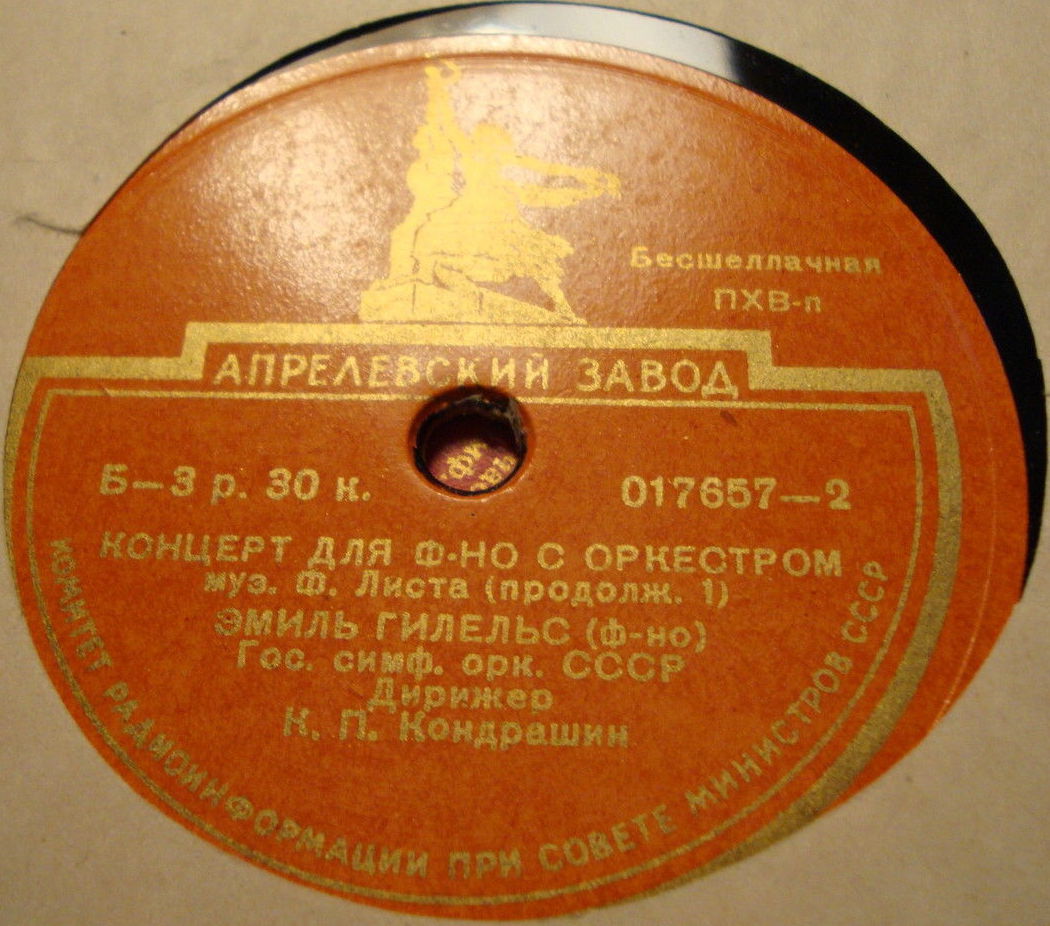 Бесшеллачная
ПХВ-п
АПРЕЛЕВСКИЙ ЗАВОД
Б—3 р. 30 к.
017657—2
КОНЦЕРТ ДЛЯ Ф-НО С ОРКЕСТРОМ
муз. Ф. Листа (продолж. 1)
ЭМИЛЬ ГИЛЕЛЬС (ф-но)
Гос. симф. орк. СССР
Дирижер
К. П. Кондрашин
КОМИТЕТ РАДИОИНФОРМАЦИИ ПРИ СОВЕТЕ МИНИСТРОВ СССР